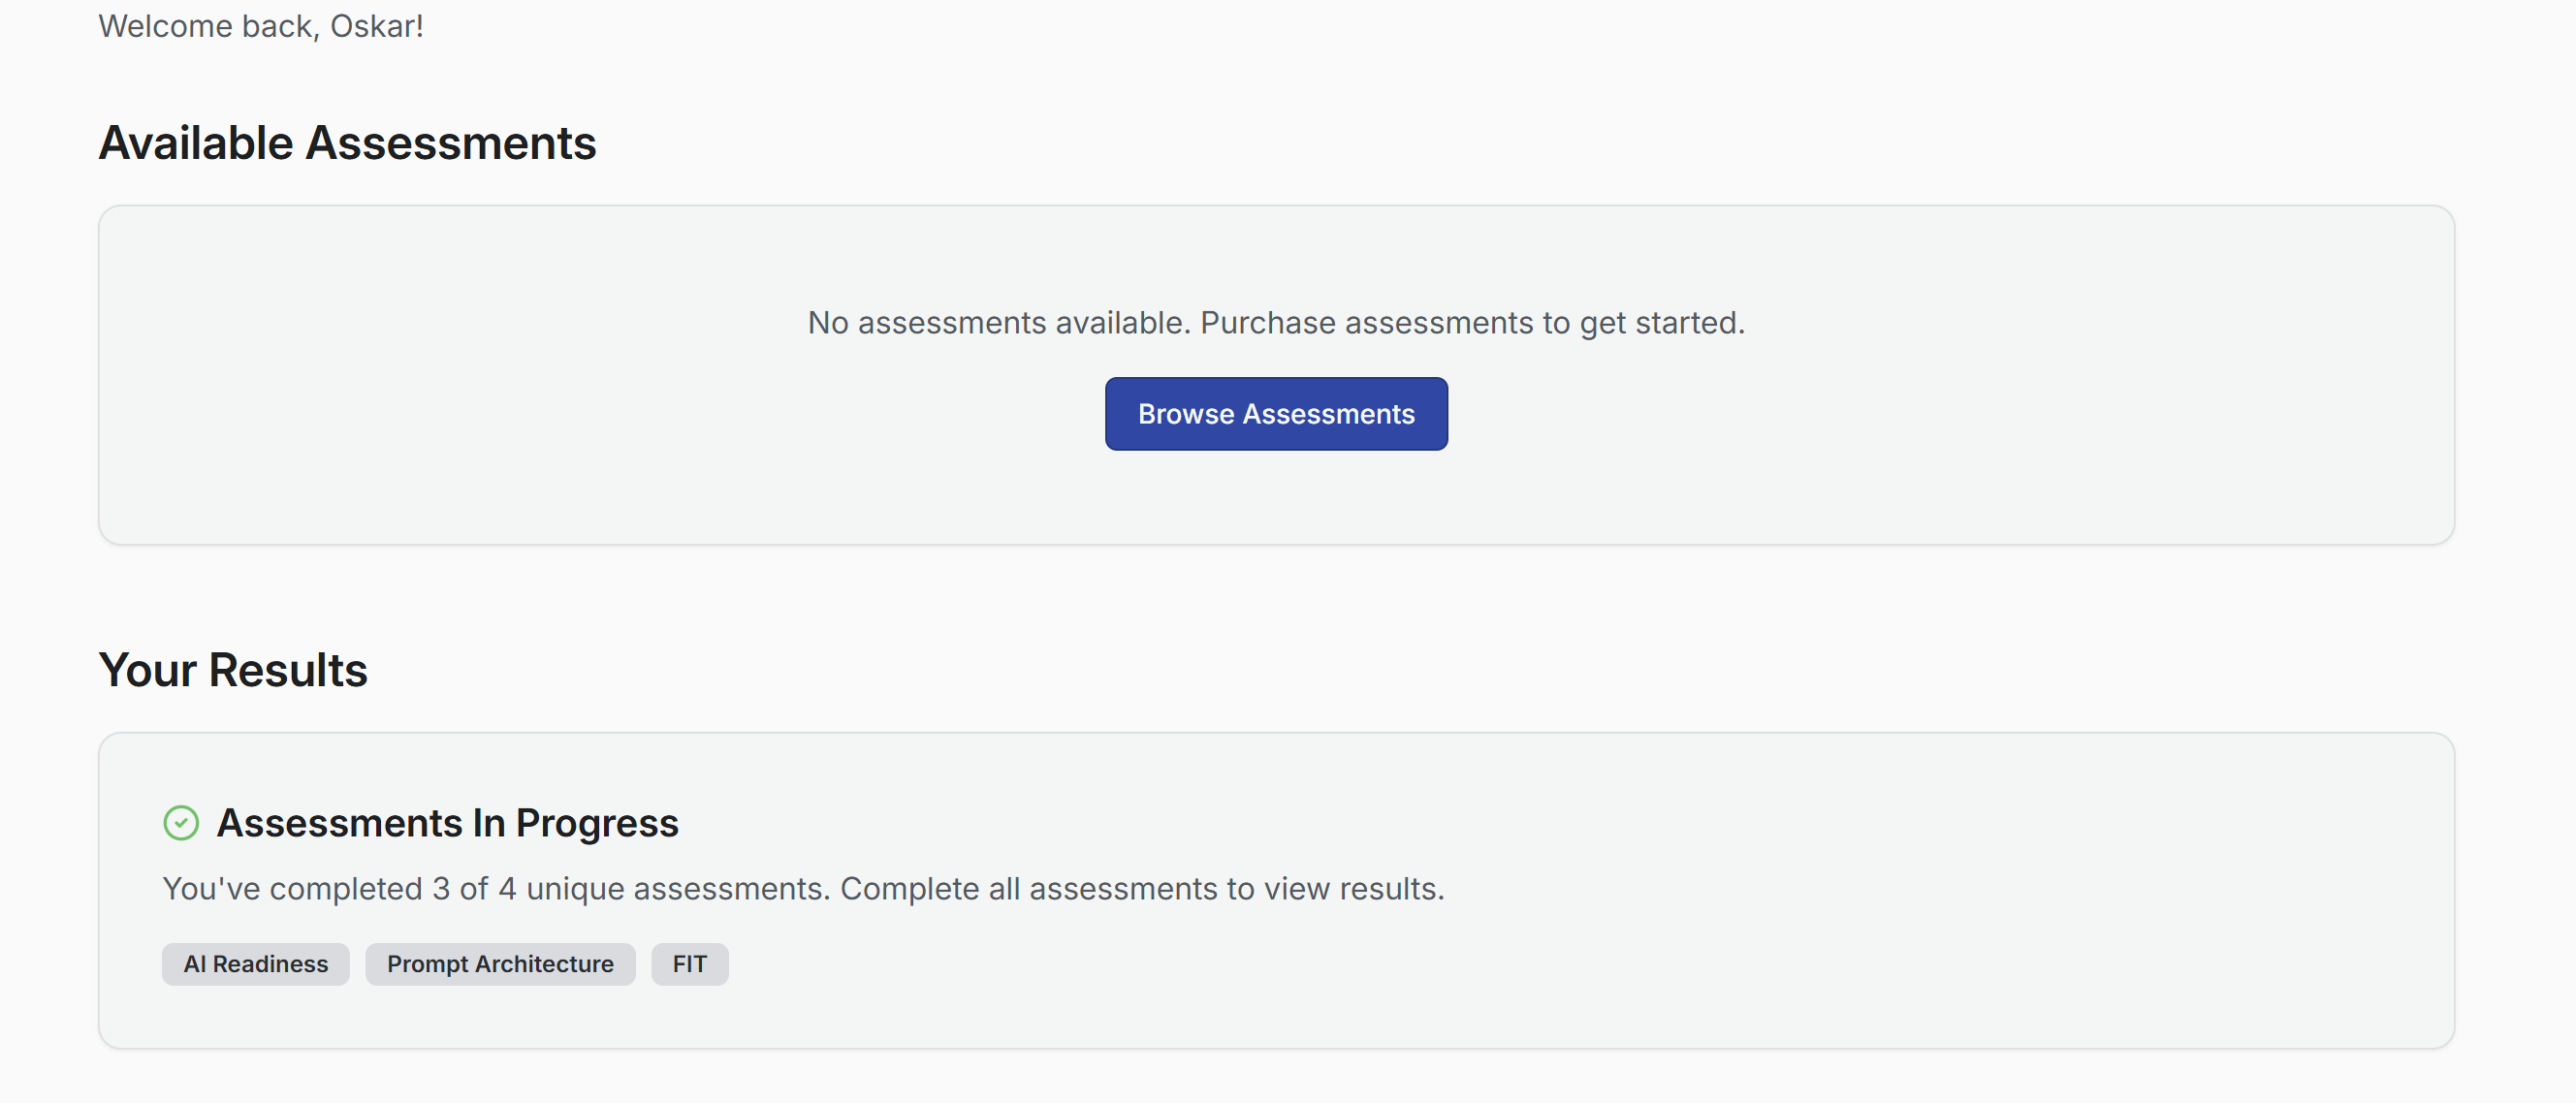 Welcome back, Oskar!
Available Assessments
No assessments available. Purchase assessments to get started.
Browse Assessments
Your Results
Assessments In Progress
You've completed 3 of 4 unique assessments. Complete all assessments to view results.
AI Readiness Prompt Architecture FIT